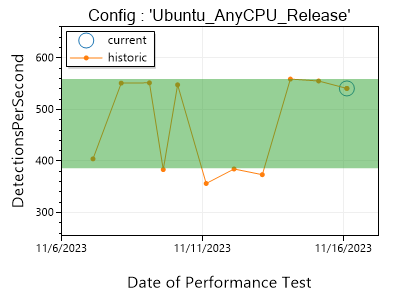 Config : 'Ubuntu_AnyCPU_Release'
current
historic
600
500
400
300
DetectionsPerSecond
11/6/2023
11/11/2023
11/16/2023
Date of Performance Test